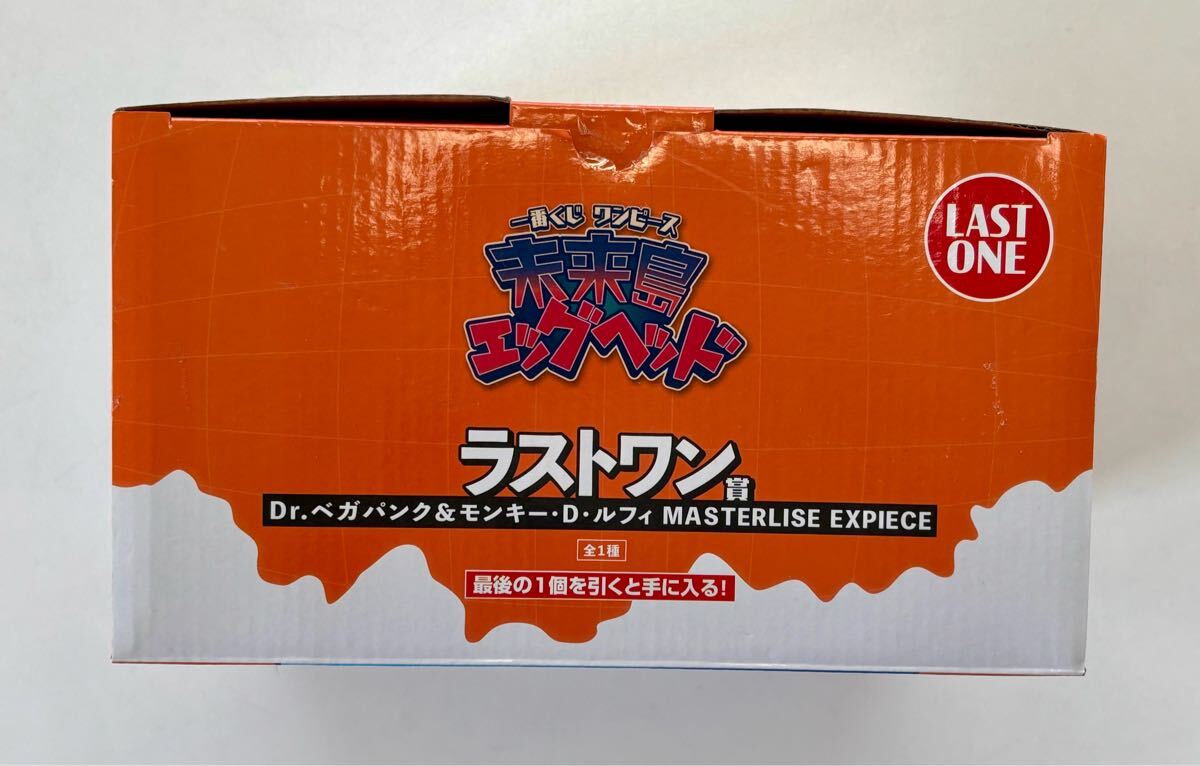 一番くじ ワンピース
未来島
エッグヘッド
LAST
ONE
ラストワン賞
Dr.ベガパンク&モンキー・D・ルフィ MASTERLISE EXPIECE
全1種
最後の1個を引くと手に入る!